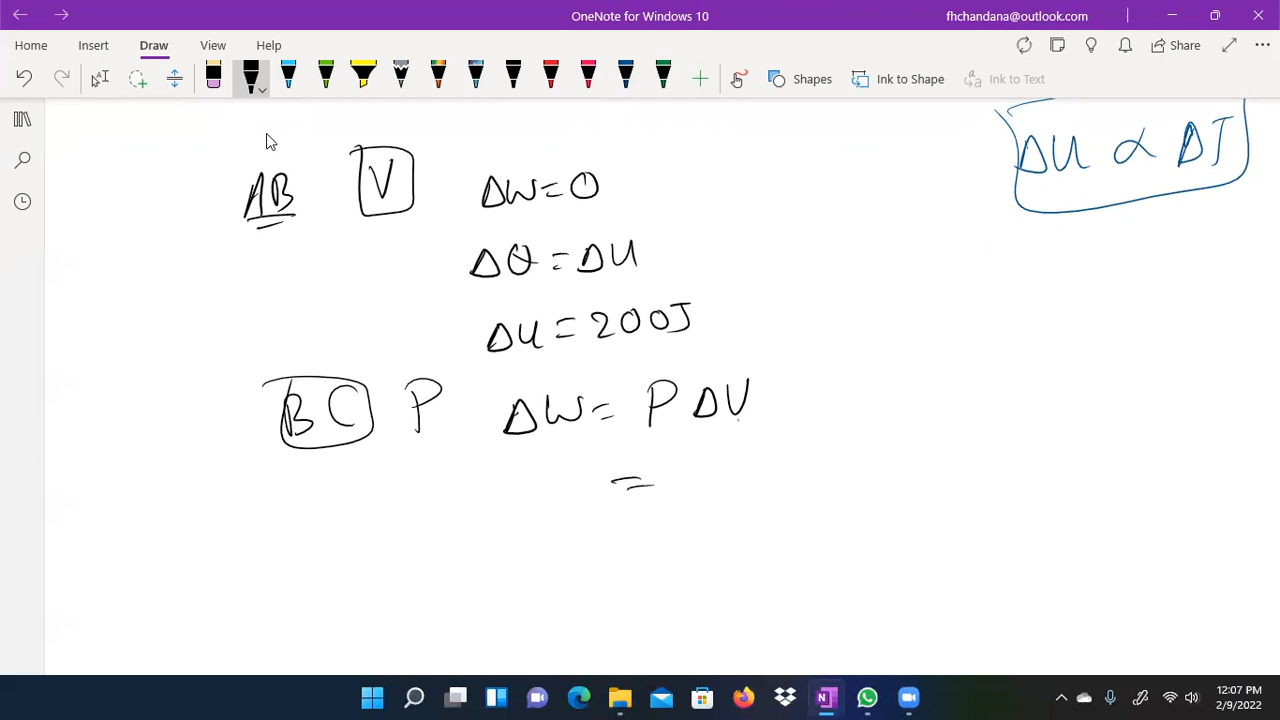 OneNote for Windows 10
fhchandana@outlook.com
Home Insert Draw View Help
Share
Shapes
Ink to Shape
Ink to Text
ΔU ∝ ΔT
AB V ΔW=0
ΔQ=ΔU
ΔU=200J
BC P ΔW= PΔV
=
12:07 PM
2/9/2022